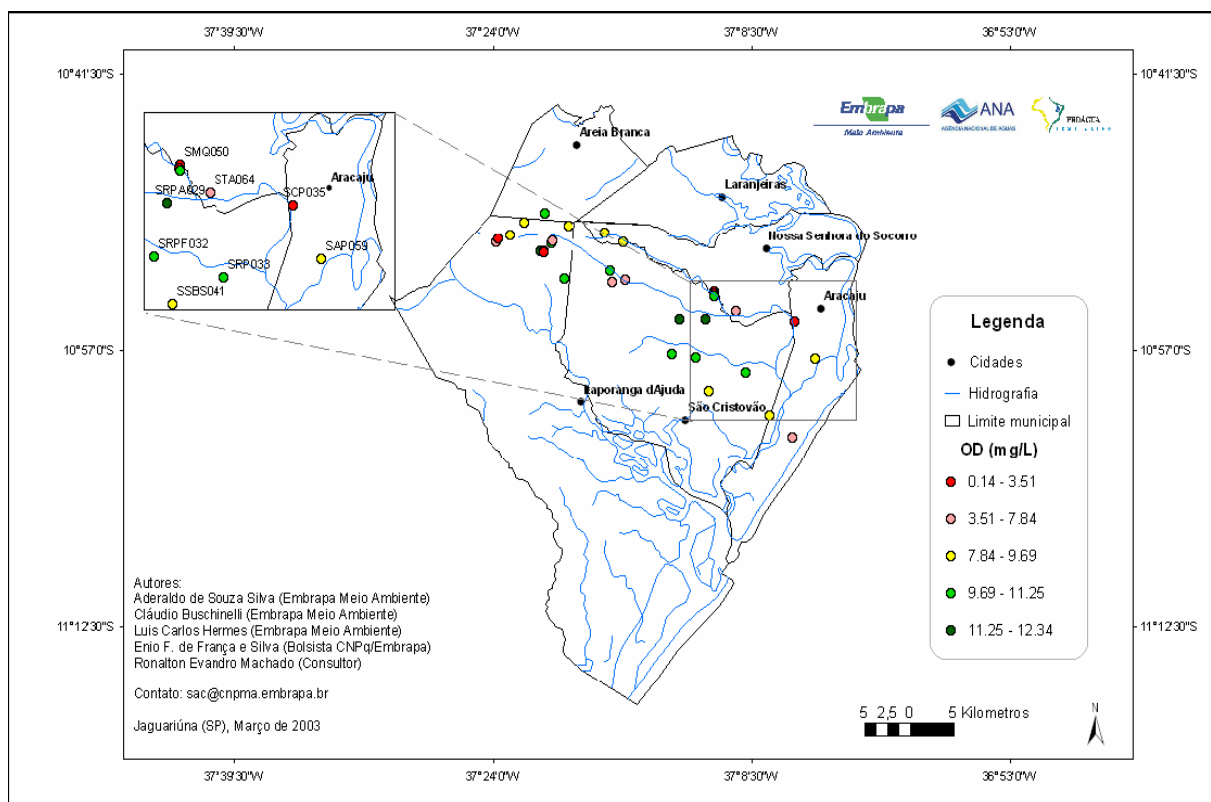 37°39'30"W 37°24'0"W 37°8'30"W 36°53'0"W
10°41'30"S 10°41'30"S
Embrapa
Meio Ambiente
ANA
AGÊNCIA NACIONAL DE ÁGUAS
PROÁGUA
SEMI-ÁRIDO
Areia Branca
Laranjeiras
Nossa Senhora do Socorro
Aracaju
SMQ050
STA064
Aracaju
SRPA029
SCP035
SRPF032
SRP033
SAP059
SSBS041
10°57'0"S 10°57'0"S
Itaporanga dAjuda
São Cristovão
Legenda
Cidades
Hidrografia
Limite municipal
OD (mg/L)
0.14 - 3.51
3.51 - 7.84
7.84 - 9.69
9.69 - 11.25
11.25 - 12.34
11°12'30"S 11°12'30"S
Autores:
Aderaldo de Souza Silva (Embrapa Meio Ambiente)
Cláudio Buschinelli (Embrapa Meio Ambiente)
Luis Carlos Hermes (Embrapa Meio Ambiente)
Enio F. de França e Silva (Bolsista CNPq/Embrapa)
Ronalton Evandro Machado (Consultor)
Contato: sac@cnpma.embrapa.br
Jaguariúna (SP), Março de 2003
5 2,5 0 5 Kilometros
N
37°39'30"W 37°24'0"W 37°8'30"W 36°53'0"W